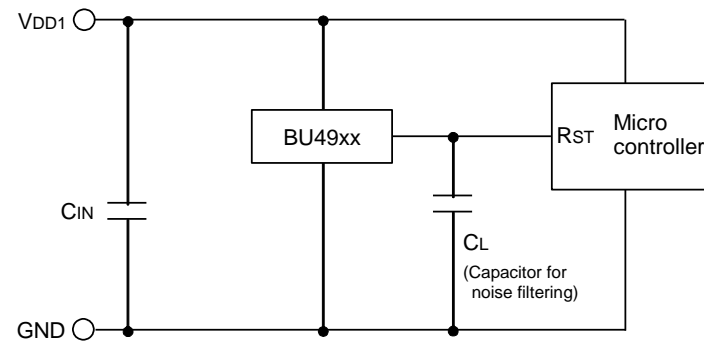 VDD1
BU49xx
RST
Micro
controller
CIN
CL
(Capacitor for
noise filtering)
GND